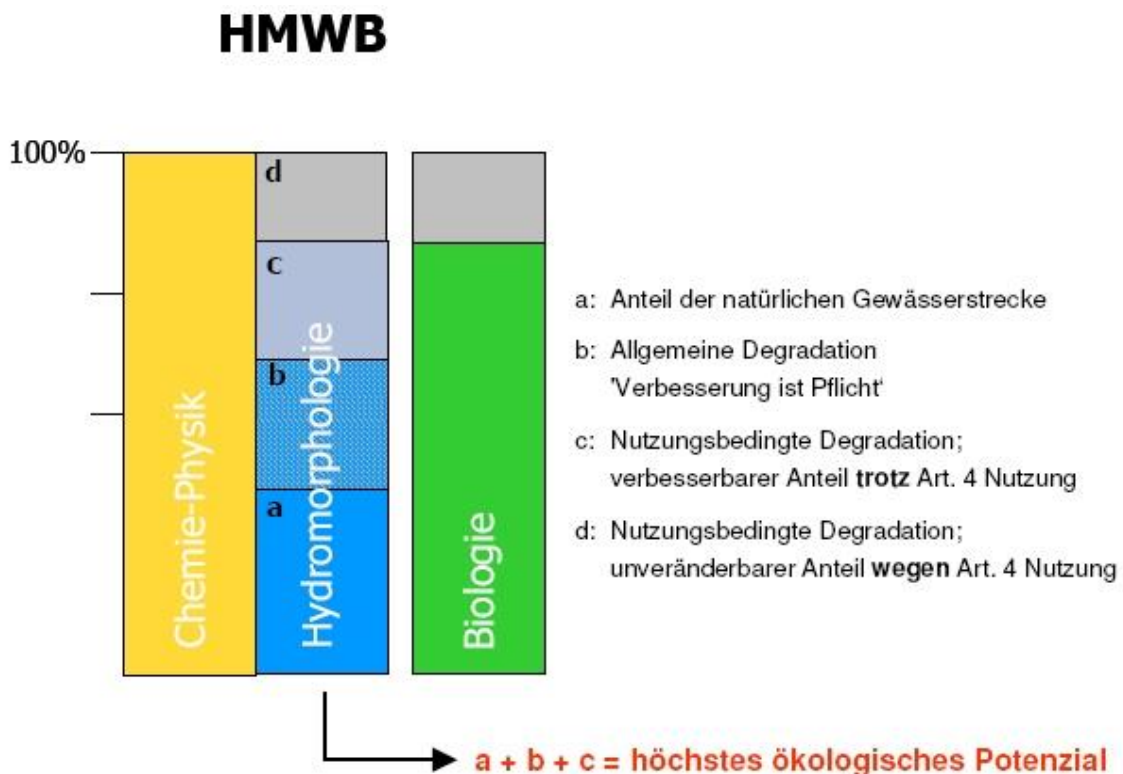 HMWB
100%
d
c
b
a
Chemie-Physik
Hydromorphologie
Biologie
a: Anteil der natürlichen Gewässerstrecke
b: Allgemeine Degradation
'Verbesserung ist Pflicht'
c: Nutzungsbedingte Degradation;
verbesserbarer Anteil trotz Art. 4 Nutzung
d: Nutzungsbedingte Degradation;
unveränderbarer Anteil wegen Art. 4 Nutzung
a + b + c = höchstes ökologisches Potenzial